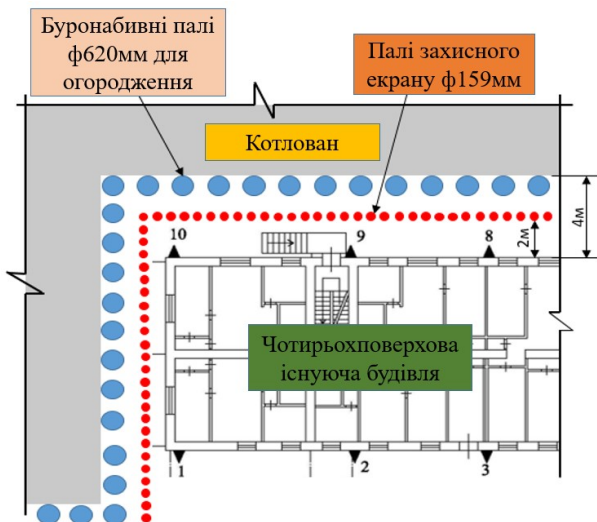 Буронабивні палі
ф620мм для
огородження
Палі захисного
екрану ф159мм
Котлован
4м
2м
10
9
8
Чотирьохповерхова
існуюча будівля
1
2
3